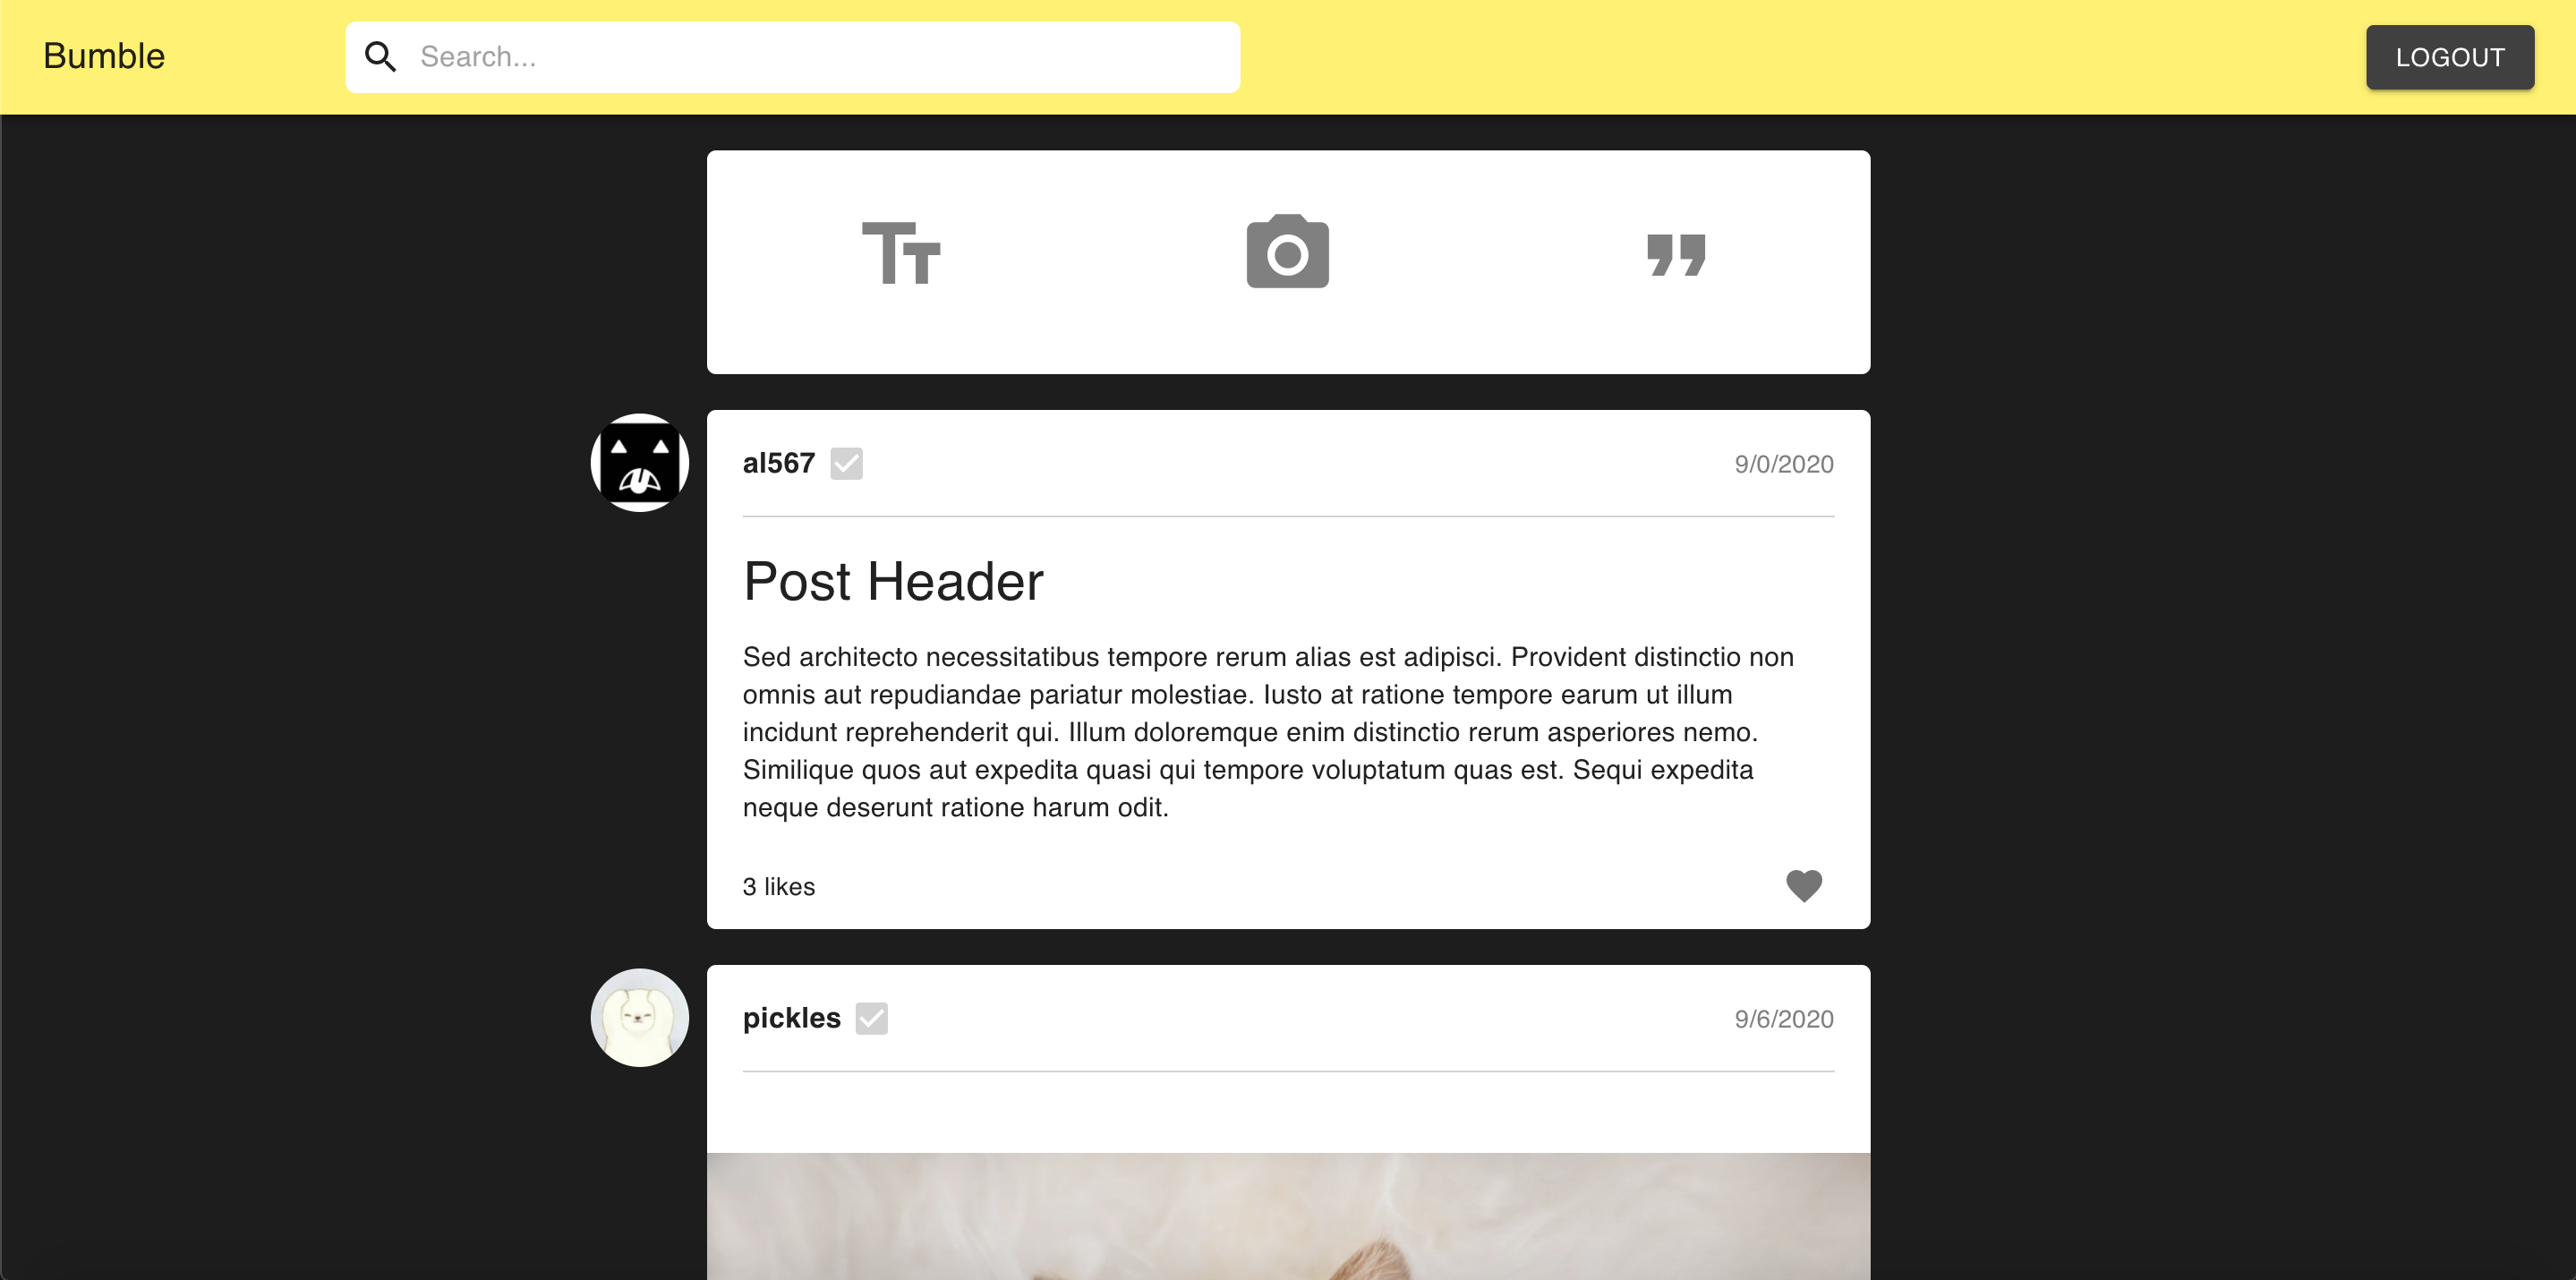 Bumble
Search...
LOGOUT
Tt
al567
9/0/2020
Post Header
Sed architecto necessitatibus tempore rerum alias est adipisci. Provident distinctio non
omnis aut repudiandae pariatur molestiae. Iusto at ratione tempore earum ut illum
incidunt reprehenderit qui. Illum doloremque enim distinctio rerum asperiores nemo.
Similique quos aut expedita quasi qui tempore voluptatum quas est. Sequi expedita
neque deserunt ratione harum odit.
3 likes
pickles
9/6/2020